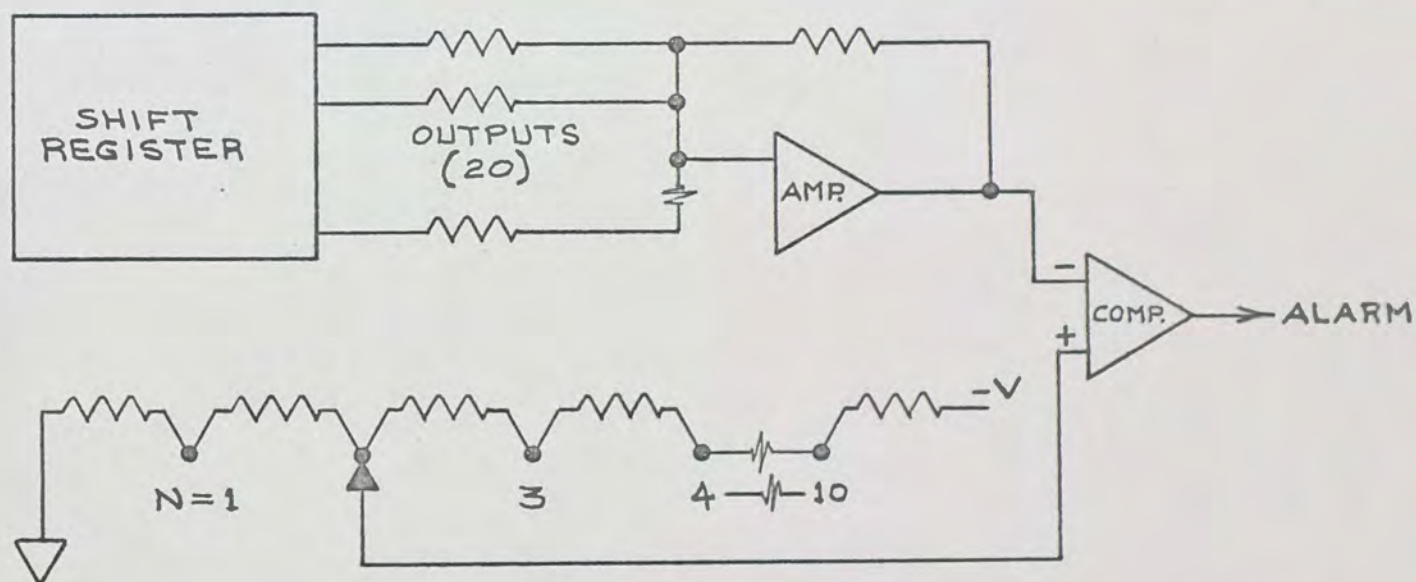 SHIFT
REGISTER
OUTPUTS
(20)
AMP.
-
+
COMP.
ALARM
-V
N=1
3
4
10